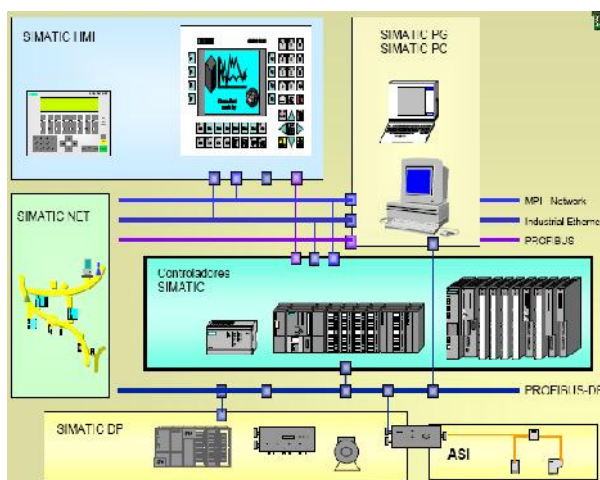 SIMATIC HMI
SIMATIC PG
SIMATIC PC
SIMATIC NET
MPI - Network
Industrial Etherne
PROFIBUS
Controladores
SIMATIC
PROFIBUS-DP
SIMATIC DP
ASI